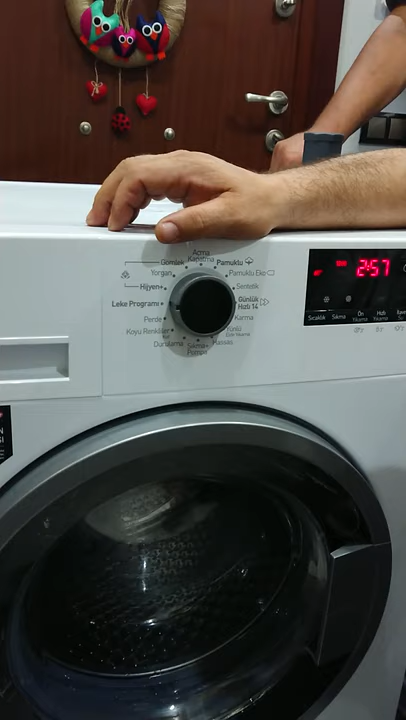 Açma
Kapatma
Gömlek
Pamuklu
Yorgan
Pamuklu Eko
Hijyen+
Sentetik
Leke Programı
Günlük
Hızlı 14
Perde
Karma
Koyu Renkliler
Yünlü
Durulama
Hassas
Sıkma+
Pompa
2:57
Sıcaklık
Sıkma
Ön
Yıkama
Hızlı
Yıkama